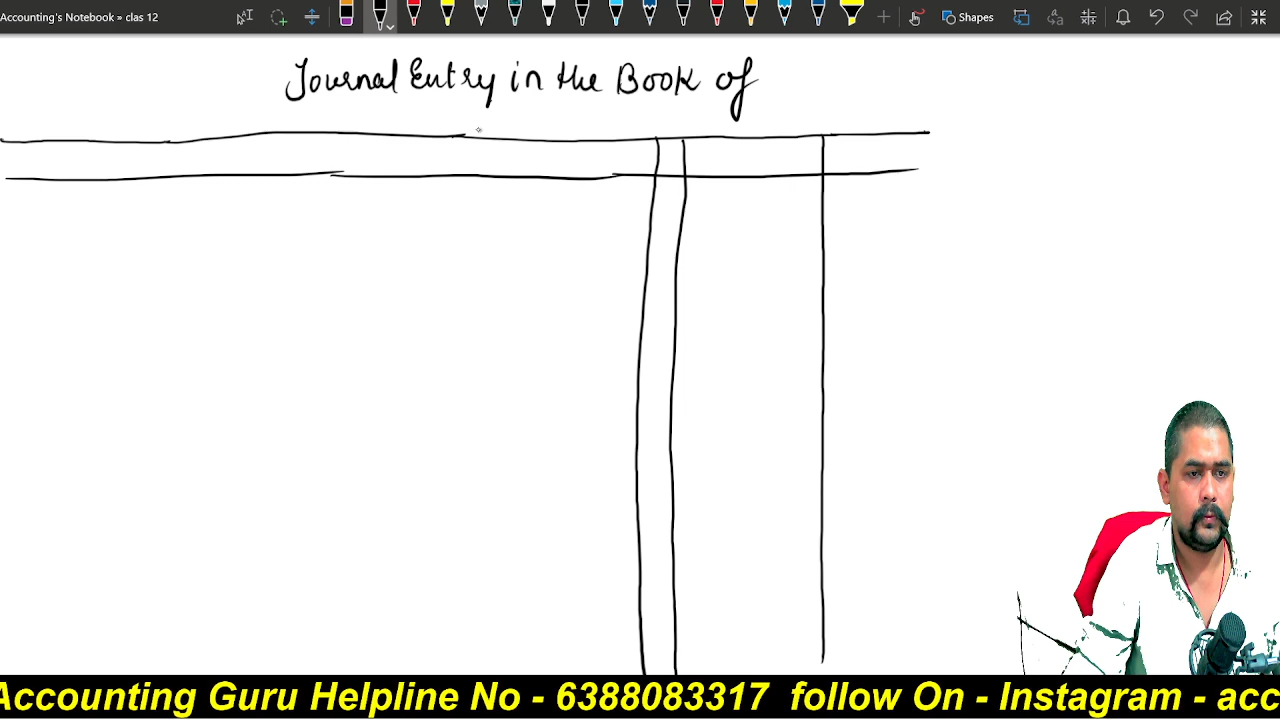 Accounting's Notebook » clas 12
Shapes
Journal Entry in the Book of
Accounting Guru Helpline No - 6388083317 follow On - Instagram - acc